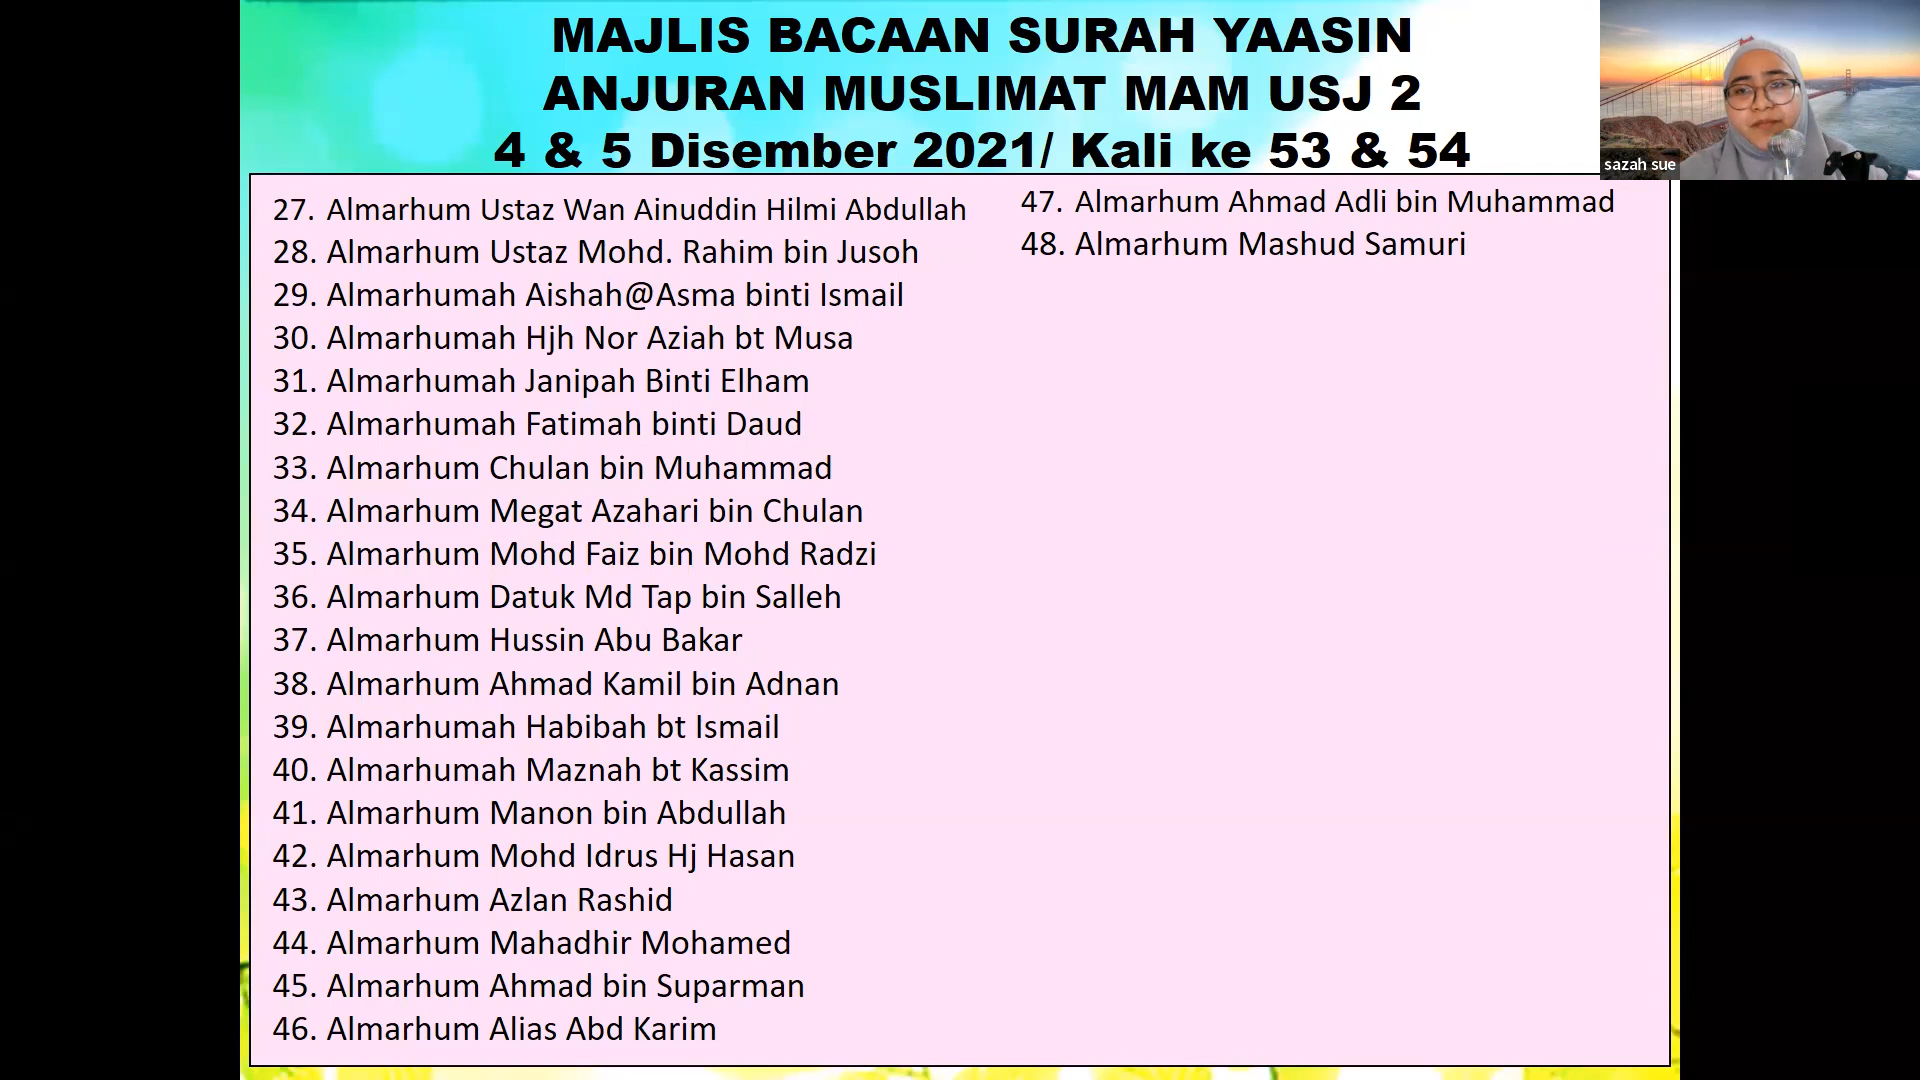 MAJLIS BACAAN SURAH YAASIN
ANJURAN MUSLIMAT MAM USJ 2
4 & 5 Disember 2021/ Kali ke 53 & 54
sazah sue
27. Almarhum Ustaz Wan Ainuddin Hilmi Abdullah
28. Almarhum Ustaz Mohd. Rahim bin Jusoh
29. Almarhumah Aishah@Asma binti Ismail
30. Almarhumah Hjh Nor Aziah bt Musa
31. Almarhumah Janipah Binti Elham
32. Almarhumah Fatimah binti Daud
33. Almarhum Chulan bin Muhammad
34. Almarhum Megat Azahari bin Chulan
35. Almarhum Mohd Faiz bin Mohd Radzi
36. Almarhum Datuk Md Tap bin Salleh
37. Almarhum Hussin Abu Bakar
38. Almarhum Ahmad Kamil bin Adnan
39. Almarhumah Habibah bt Ismail
40. Almarhumah Maznah bt Kassim
41. Almarhum Manon bin Abdullah
42. Almarhum Mohd Idrus Hj Hasan
43. Almarhum Azlan Rashid
44. Almarhum Mahadhir Mohamed
45. Almarhum Ahmad bin Suparman
46. Almarhum Alias Abd Karim
47. Almarhum Ahmad Adli bin Muhammad
48. Almarhum Mashud Samuri